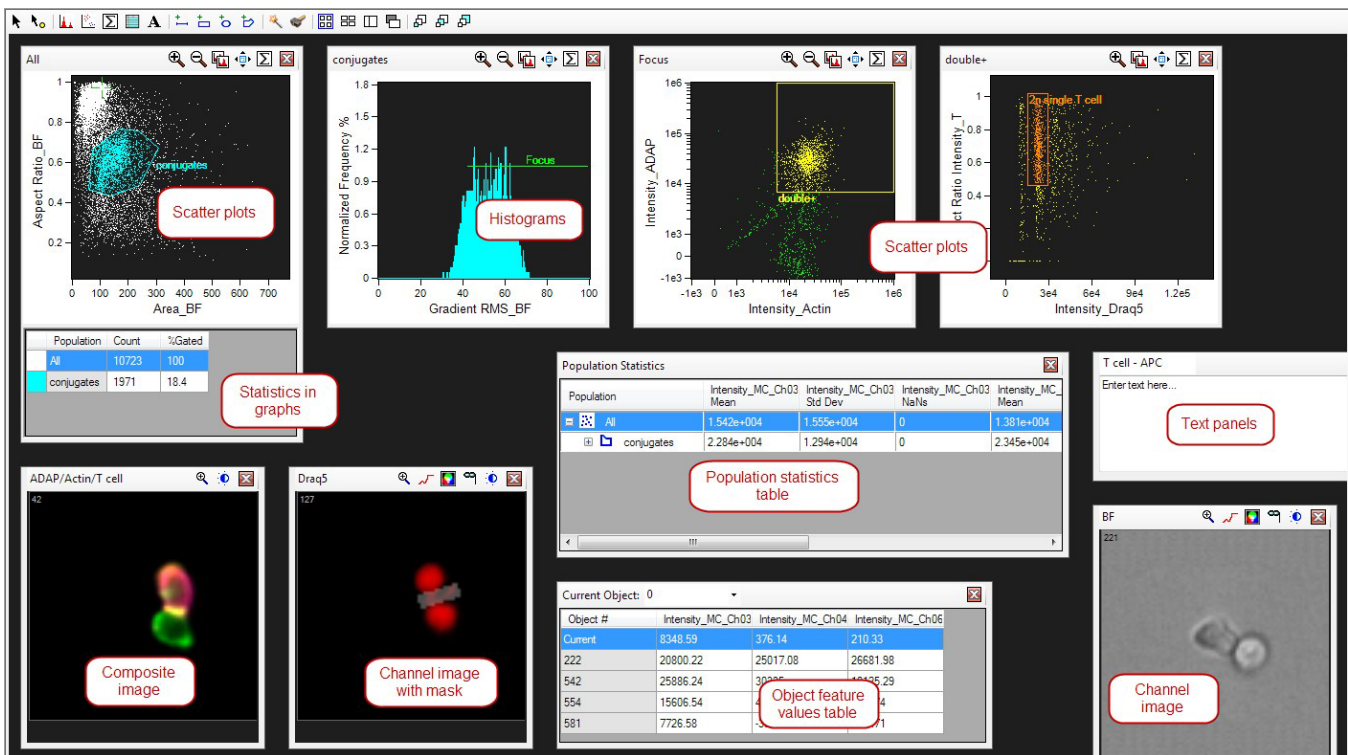 A
All
Aspect Ratio_BF
1
0.8
0.6
0.4
0.2
conjugates
Scatter plots
0 100 200 300 400 500 600 700
Area_BF
Population Count %Gated
All 10723 100
conjugates 1971 18.4
Statistics in
graphs
conjugates
Normalized Frequency %
1.8
1.5
1.2
0.9
0.6
0.3
0
Focus
Histograms
0 20 40 60 80 100
Gradient RMS_BF
Focus
Intensity_ADAP
1e6
1e5
1e4
1e3
0
-1e3
double+
-1e3 0 1e3 1e4 1e5 1e6
Intensity_Actin
Scatter plots
double+
ct Ratio Intensity_T
1
0.8
0.6
0.4
0.2
0
2n single T cell
0 3e4 6e4 9e4 1.2e5
Intensity_Draq5
Population Statistics
Population Intensity_MC_Ch03 Intensity_MC_Ch03 Intensity_MC_Ch03 Intensity_MC_
Mean Std Dev NaNs Mean
All 1.542e+004 1.555e+004 0 1.381e+004
conjugates 2.284e+004 1.294e+004 0 2.345e+004
Population statistics
table
T cell - APC
Enter text here...
Text panels
ADAP/Actin/T cell
42
Composite
image
Draq5
127
Channel image
with mask
Current Object: 0
Object # Intensity_MC_Ch03 Intensity_MC_Ch04 Intensity_MC_Ch06
Current 8348.59 376.14 210.33
222 20800.22 25017.08 26681.98
542 25886.24
554 15606.54
581 7726.58
Object feature
values table
BF
221
Channel
image